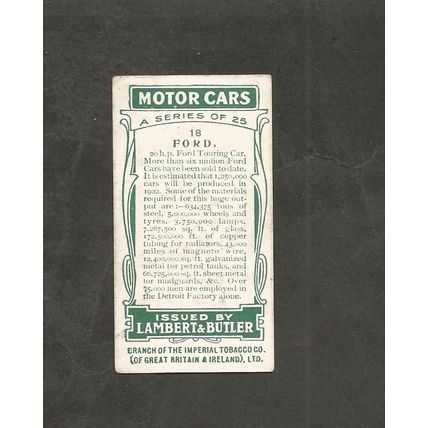 MOTOR CARS
A SERIES OF 25
18
FORD.
20 h.p. Ford Touring Car.
More than six million Ford
Cars have been sold to date.
It is estimated that 1,250,000
cars will be produced in
1922. Some of the materials
required for this huge out-
put are :—634,375 tons of
steel, 5,000,000 wheels and
tyres, 3,750,000 lamps,
7,287,500 sq. ft. of glass,
172,500,000 ft. of copper
tubing for radiators, 43,000
miles of magneto wire,
12,400,000 sq. ft. galvanized
metal for petrol tanks, and
66,725,000 sq. ft. sheet metal
for mudguards, &c. Over
75,000 men are employed in
the Detroit Factory alone.
ISSUED BY
LAMBERT & BUTLER
BRANCH OF THE IMPERIAL TOBACCO CO.
(OF GREAT BRITAIN & IRELAND), LTD.